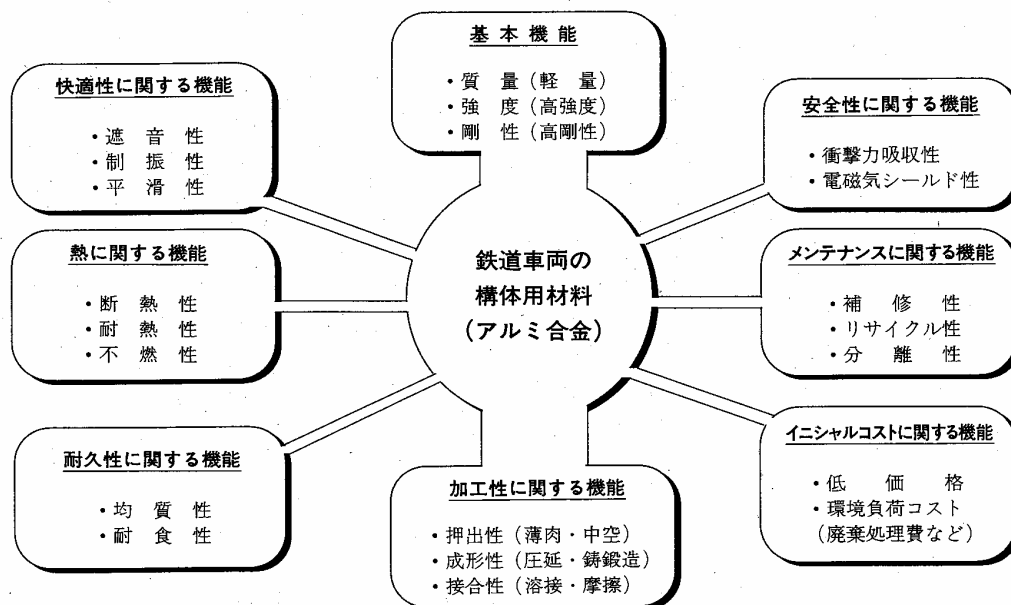 基本機能
・質量(軽量)
・強度(高強度)
・剛性(高剛性)
快適性に関する機能
・遮音性
・制振性
・平滑性
安全性に関する機能
・衝撃力吸収性
・電磁気シールド性
鉄道車両の
構体用材料
(アルミ合金)
熱に関する機能
・断熱性
・耐熱性
・不燃性
メンテナンスに関する機能
・補修性
・リサイクル性
・分離性
耐久性に関する機能
・均質性
・耐食性
加工性に関する機能
・押出性(薄肉・中空)
・成形性(圧延・鋳鍛造)
・接合性(溶接・摩擦)
イニシャルコストに関する機能
・低価格
・環境負荷コスト
(廃棄処理費など)